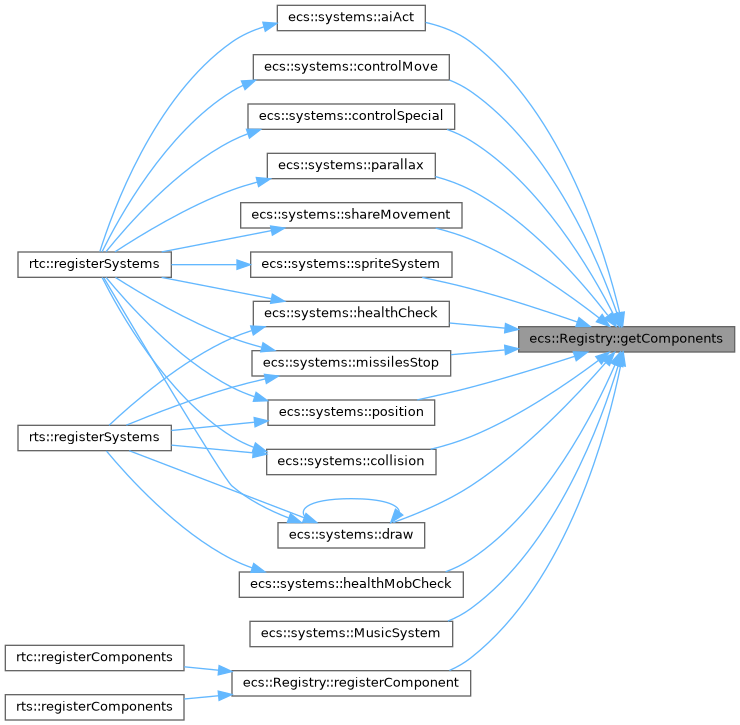 ecs::systems::aiAct
ecs::systems::controlMove
ecs::systems::controlSpecial
ecs::systems::parallax
ecs::systems::shareMovement
rtc::registerSystems
ecs::systems::spriteSystem
ecs::systems::healthCheck
ecs::Registry::getComponents
ecs::systems::missilesStop
ecs::systems::position
rts::registerSystems
ecs::systems::collision
ecs::systems::draw
ecs::systems::healthMobCheck
ecs::systems::MusicSystem
rtc::registerComponents
ecs::Registry::registerComponent
rts::registerComponents